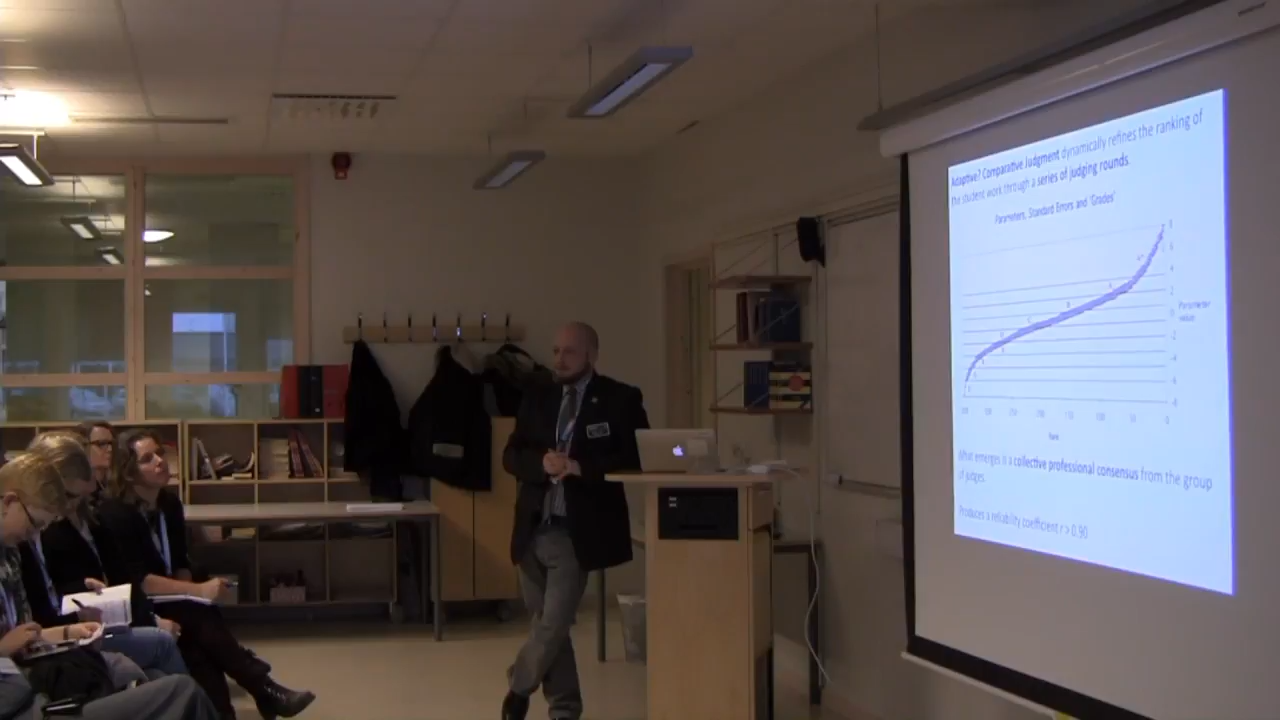 Adaptive? Comparative Judgment dynamically refines the ranking of
the student work through a series of judging rounds.
Parameters, Standard Errors and 'Grades'
Parameter
values
Rank
What emerges is a collective professional consensus from the group
of judges.
Produces a reliability coefficient r > 0.90